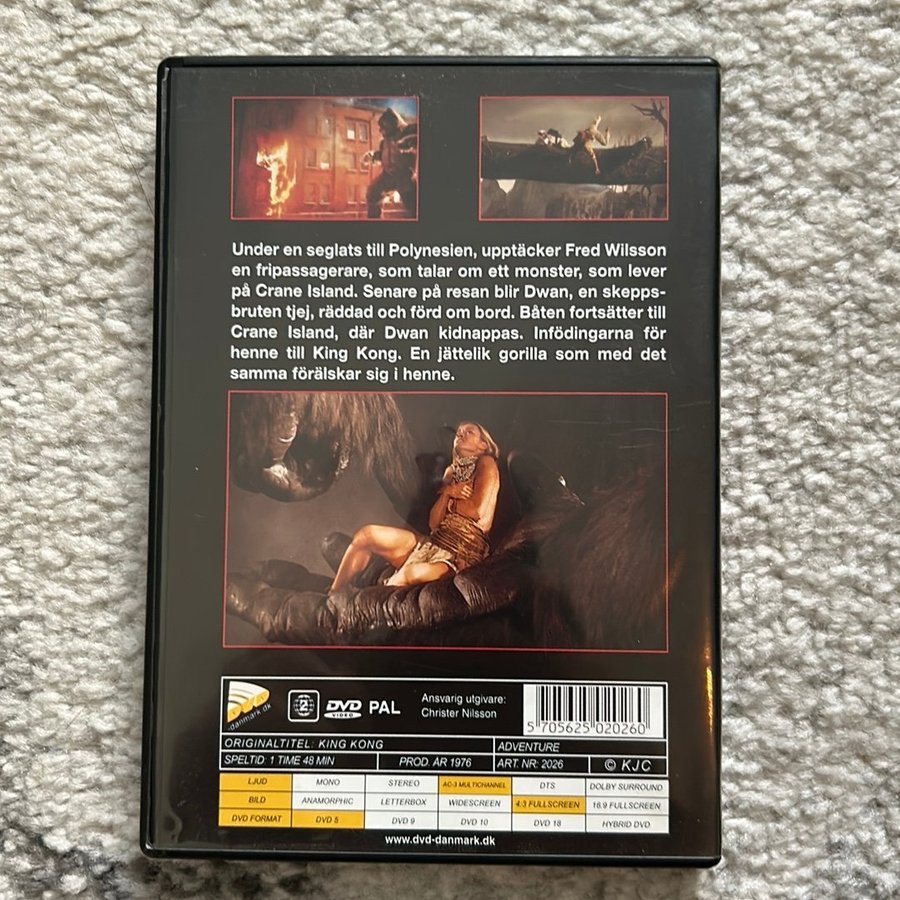 Under en seglats till Polynesien, upptäcker Fred Wilsson
en fripassagerare, som talar om ett monster, som lever
på Crane Island. Senare på resan blir Dwan, en skepps-
bruten tjej, räddad och förd om bord. Båten fortsätter till
Crane Island, där Dwan kidnappas. Infödingarna för
henne till King Kong. En jättelik gorilla som med det
samma förälskar sig i henne.
DVD
-danmark.dk
2
DVD
VIDEO
PAL
Ansvarig utgivare:
Christer Nilsson
5 705625 020260
ORIGINALTITEL: KING KONG ADVENTURE
SPELTID: 1 TIME 48 MIN PROD. AR 1976 ART. NR: 2026 © KJC
LJUD MONO STEREO AC-3 MULTICHANNEL DTS DOLBY SURROUND
BILD ANAMORPHIC LETTERBOX WIDESCREEN 4:3 FULLSCREEN 16:9 FULLSCREEN
DVD FORMAT DVD 5 DVD 9 DVD 10 DVD 18 HYBRID DVD
www.dvd-danmark.dk